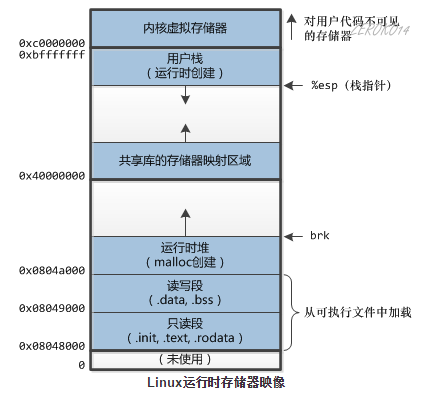 内核虚拟存储器
对用户代码不可见
的存储器
ZEROKO14
0xc0000000
0xbfffffff
用户栈
（运行时创建）
%esp（栈指针）
共享库的存储器映射区域
0x40000000
brk
运行时堆
（malloc创建）
0x0804a000
读写段
（.data, .bss）
从可执行文件中加载
0x08049000
只读段
（.init, .text, .rodata）
0x08048000
（未使用）
0
Linux运行时存储器映像